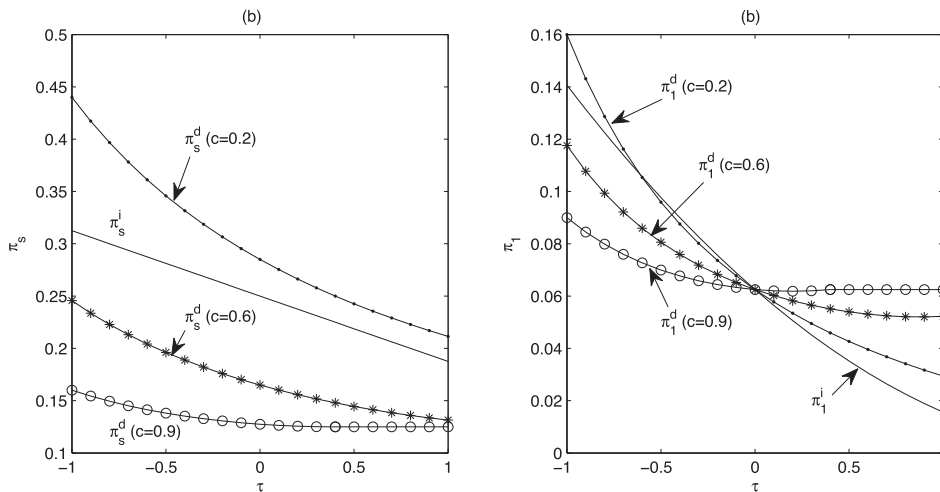 (b)
0.5
0.45
0.4
0.35
0.3
0.25
0.2
0.15
0.1
−1
−0.5
0
0.5
1
τ
π_s
π_s^d (c=0.2)
π_s^i
π_s^d (c=0.6)
π_s^d (c=0.9)
(b)
0.16
0.14
0.12
0.1
0.08
0.06
0.04
0.02
0
−1
−0.5
0
0.5
τ
π_1
π_1^d (c=0.2)
π_1^d (c=0.6)
π_1^d (c=0.9)
π_1^i